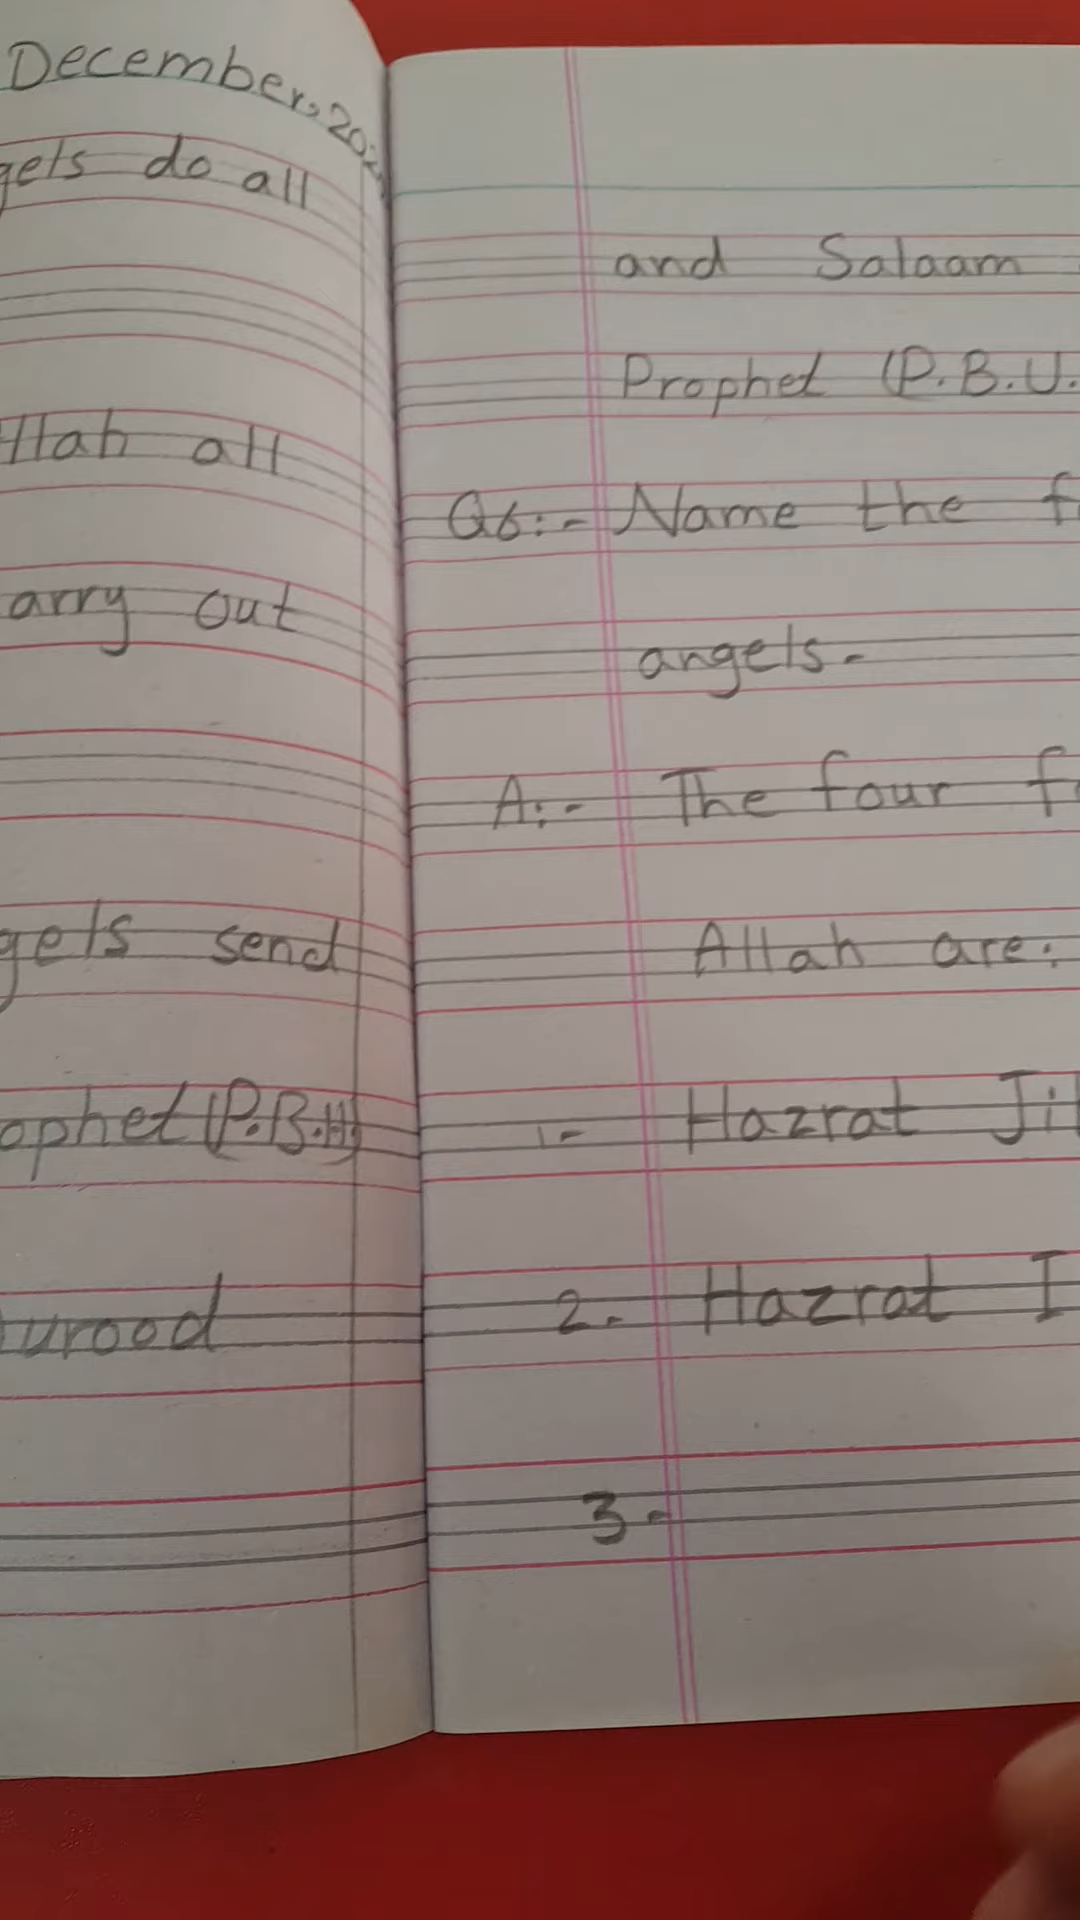 December, 202
gels do all
llah all
arry out
gels send
ophet (P.B.H)
urood
and Salaam
Prophet (P.B.U.
Q6:- Name the f
angels.
A:- The four f
Allah are:
1- Hazrat Ji
2. Hazrat I
3-